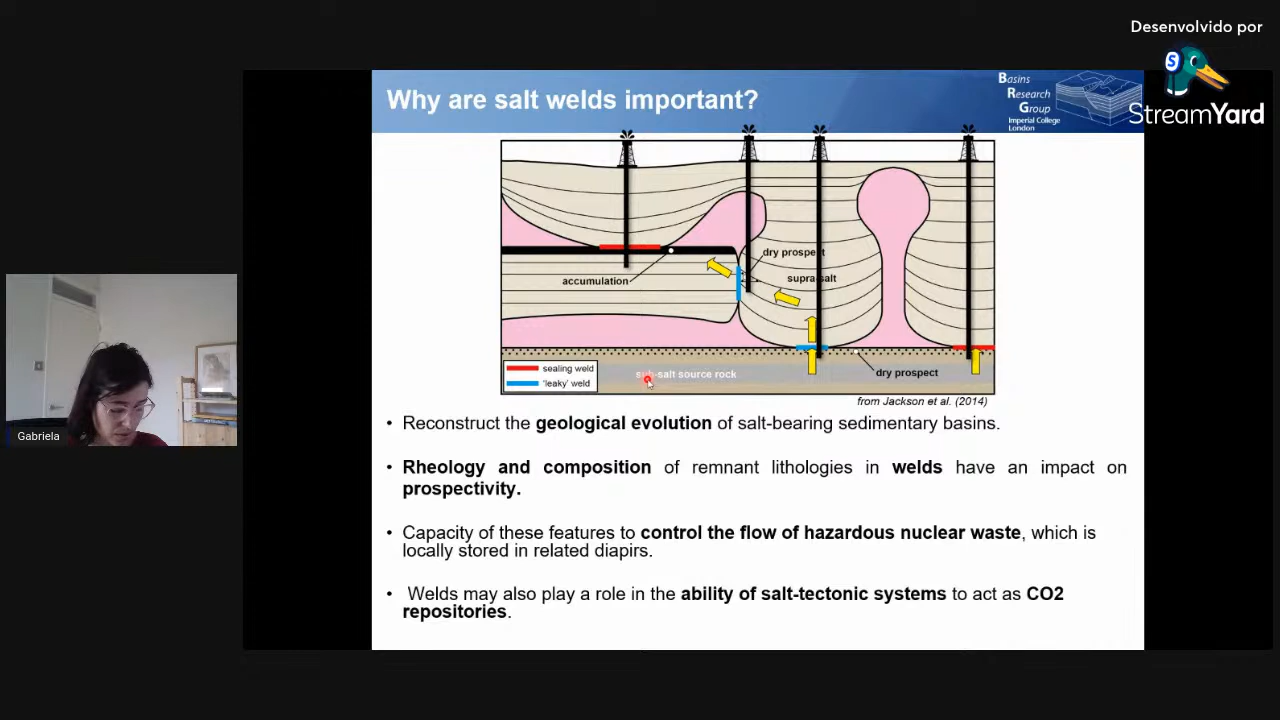 Desenvolvido por
S
StreamYard
Why are salt welds important?
Basins
Research
Group
Imperial College
London
dry prospect
accumulation
supra-salt
sealing weld
'leaky' weld
sub-salt source rock
dry prospect
from Jackson et al. (2014)
• Reconstruct the geological evolution of salt-bearing sedimentary basins.
• Rheology and composition of remnant lithologies in welds have an impact on
prospectivity.
• Capacity of these features to control the flow of hazardous nuclear waste, which is
locally stored in related diapirs.
• Welds may also play a role in the ability of salt-tectonic systems to act as CO2
repositories.
Gabriela